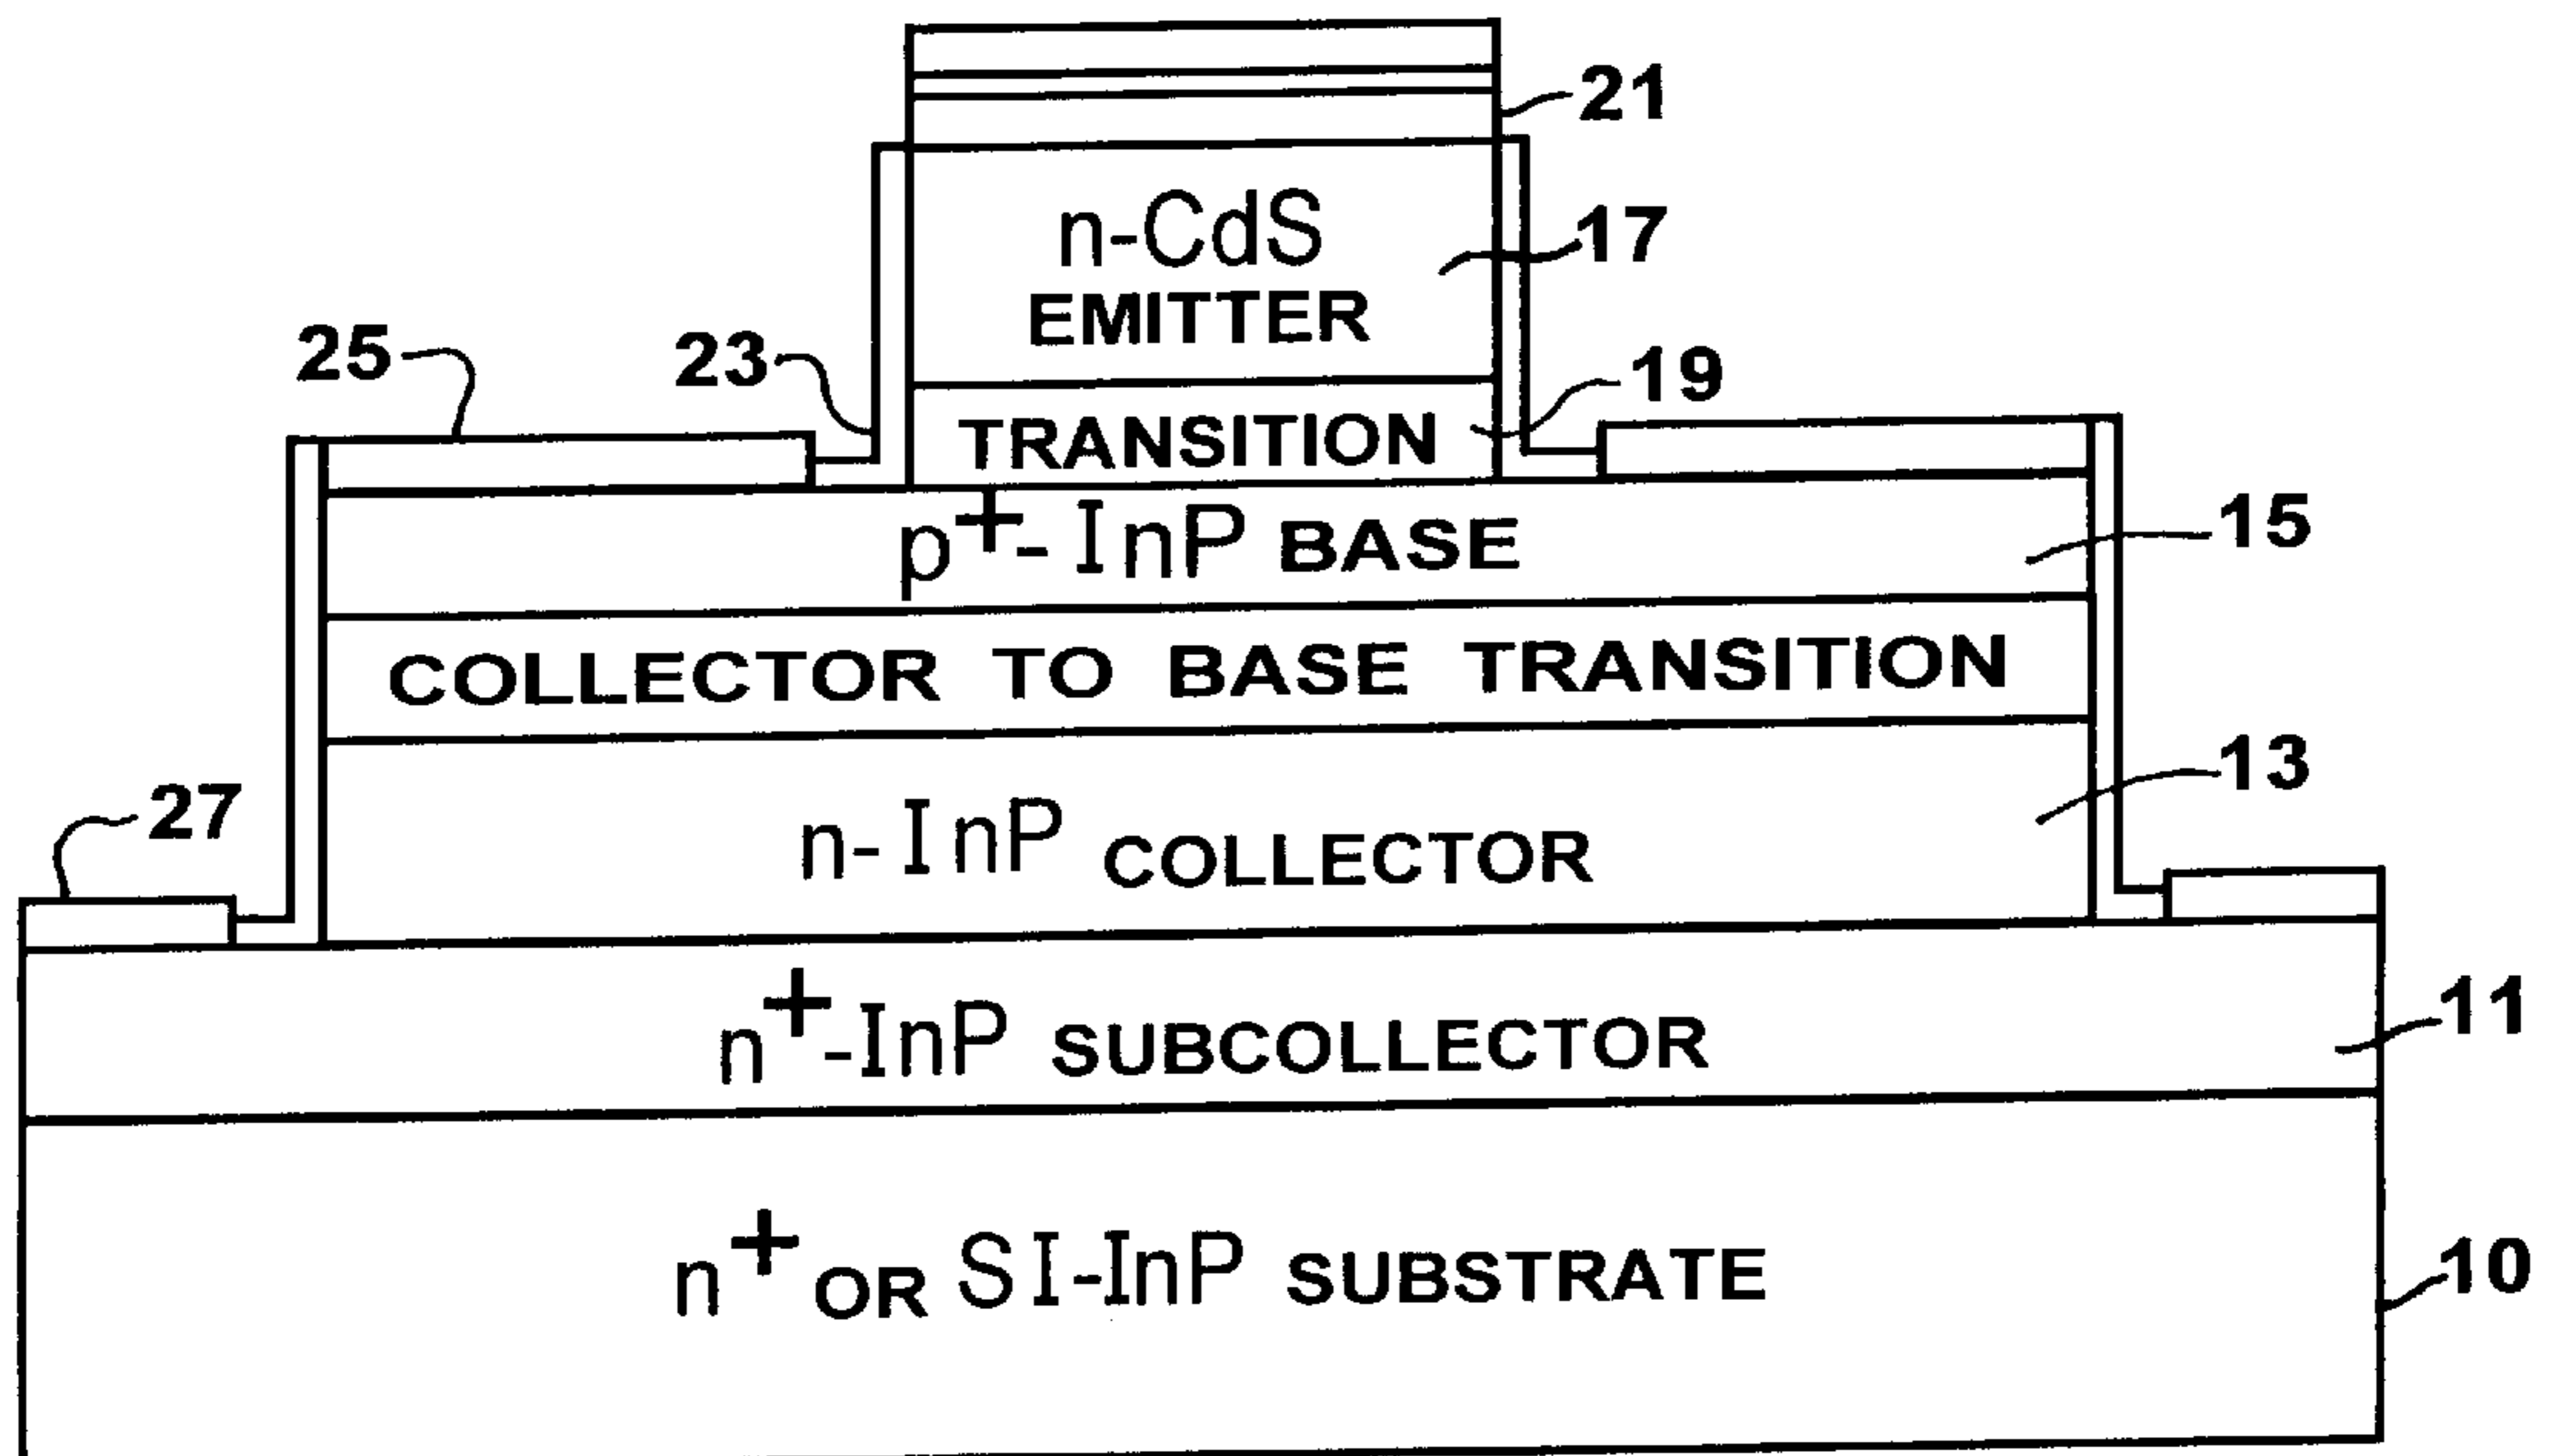 21
n-CdS
17
EMITTER
25
23
19
TRANSITION
p+-InP BASE
15
COLLECTOR TO BASE TRANSITION
13
27
n-InP COLLECTOR
11
n+-InP SUBCOLLECTOR
n+ OR SI-InP SUBSTRATE
10